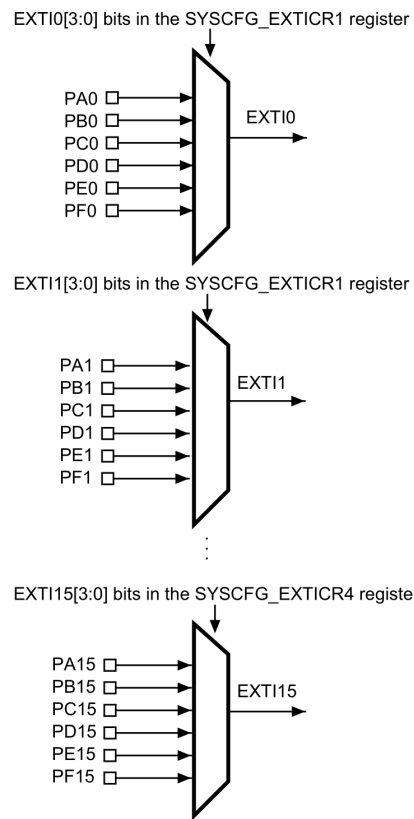 EXTI0[3:0] bits in the SYSCFG_EXTICR1 register
PA0
PB0
PC0
PD0
PE0
PF0
EXTI0
EXTI1[3:0] bits in the SYSCFG_EXTICR1 register
PA1
PB1
PC1
PD1
PE1
PF1
EXTI1
EXTI15[3:0] bits in the SYSCFG_EXTICR4 registe
PA15
PB15
PC15
PD15
PE15
PF15
EXTI15